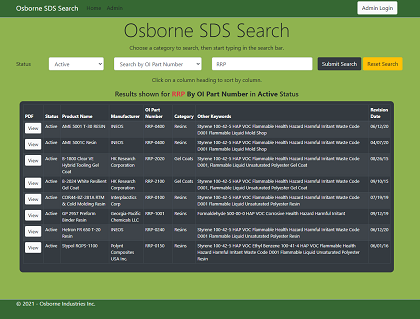 Osborne SDS Search Home Admin Admin Login
Osborne SDS Search
Choose a category to search, then start typing in the search bar.
Status Active Search by OI Part Number RRP Submit Search Reset Search
Click on a column heading to sort by column.
Results shown for RRP By OI Part Number in Active Status
PDF Status Product Name Manufacturer OI Part Number Category Other Keywords Revision Date
View Active AME 5001 T-30 RESIN INEOS RRP-0400 Resins Styrene 100-42-5 HAP VOC Flammable Health Hazard Harmful Irritant Waste Code
D001 Flammable Liquid Mold Shop 06/12/20
View Active AME 5001C Resin INEOS RRP-0400 Resins Styrene 100-42-5 HAP VOC Flammable Health Hazard Harmful Irritant Waste Code
D001 Flammable Liquid Mold Shop 04/07/20
View Active B-1800 Clear VE
Hybrid Tooling Gel
Coat HK Research
Corporation RRP-2020 Gel Coats Styrene 100-42-5 HAP VOC Flammable Health Hazard Harmful Irritant Waste Code
D001, Flammable Liquid Unsaturated Polyester Gel Coat 08/26/15
View Active B-2024 White Resilient
Gel Coat HK Research
Corporation RRP-2100 Gel Coats Styrene 100-42-5 HAP VOC Flammable Health Hazard Harmful Irritant Waste Code
D001, Flammable Liquid Unsaturated Polyester Gel Coat 09/10/15
View Active
& Cold Molding Resin Interplastics
Corp RRP-0100 Resins Styrene 100-42-5 HAP VOC Flammable Health Hazard Harmful Irritant Waste Code
D001 Flammable Liquid Unsaturated Polyester Resin 07/19/19
View Active GP 2957 Preform
Binder Resin Georgia-Pacific
Chemicals LLC RRP-1001 Resins Formaldehyde 500-00-0 HAP VOC Corrosive Health Hazard Harmful Irritant 09/12/19
View Active Hetron FR 650 T-20
Resin INEOS RRP-0240 Resins Styrene 100-42-5 HAP VOC Flammable Health Hazard Harmful Irritant Waste Code
D001 Flammable Liquid Unsaturated Polyester Resin 06/12/20
View Active Stypol Polynt
Composites
USA Inc RRP-0150 Resins Styrene 100-42-5 HAP VOC Ethyl Benzene 100-41-4 HAP VOC Flammable Health
Hazard Harmful Irritant Waste Code D001 Flammable Liquid Unsaturated Polyester
Resin 06/01/16
© 2021 - Osborne Industries Inc.